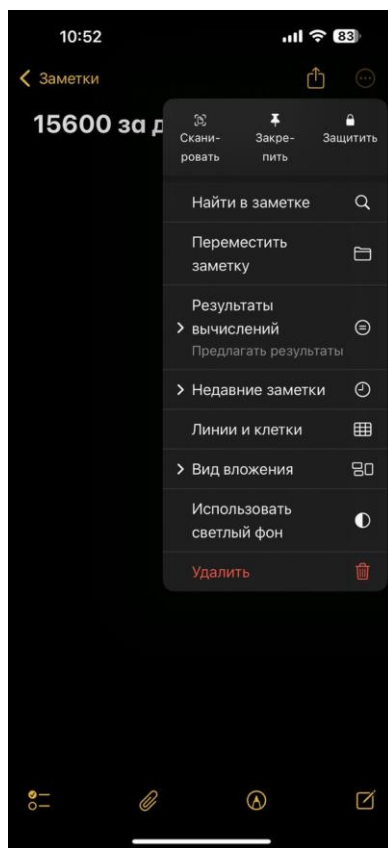 10:52
83
Заметки
15600 за д
Скани-
ровать
Закре-
пить
Защитить
Найти в заметке
Переместить
заметку
Результаты
вычислений
Предлагать результаты
Недавние заметки
Линии и клетки
Вид вложения
Использовать
светлый фон
Удалить